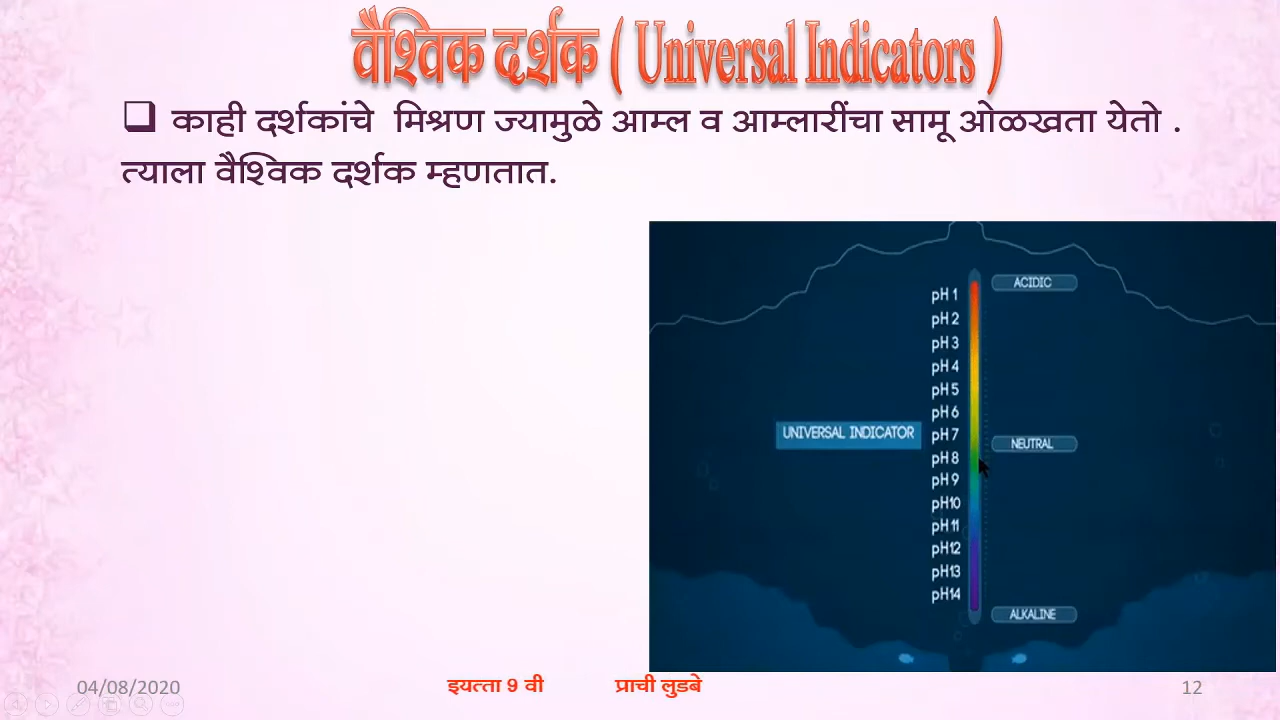 वैश्विक दर्शक ( Universal Indicators )
❑ काही दर्शकांचे मिश्रण ज्यामुळे आम्ल व आम्लारींचा सामू ओळखता येतो .
त्याला वैश्विक दर्शक म्हणतात.
ACIDIC
pH 1
pH 2
pH 3
pH 4
pH 5
pH 6
UNIVERSAL INDICATOR
pH 7
NEUTRAL
pH 8
pH 9
pH10
pH11
pH12
pH13
pH14
ALKALINE
04/08/2020 इयत्ता 9 वी प्राची लुडबे 12